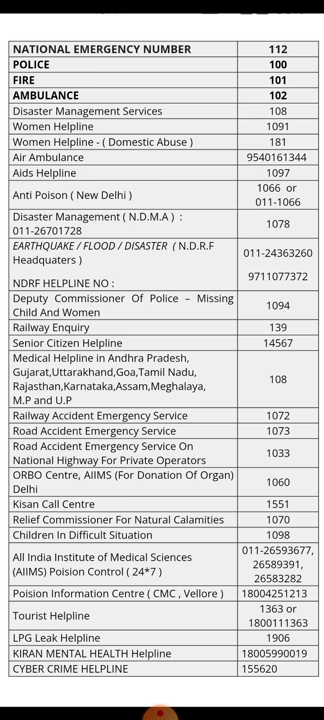 NATIONAL EMERGENCY NUMBER 112
POLICE 100
FIRE 101
AMBULANCE 102
Disaster Management Services 108
Women Helpline 1091
Women Helpline - ( Domestic Abuse ) 181
Air Ambulance 9540161344
Aids Helpline 1097
Anti Poison ( New Delhi ) 1066 or
011-1066
Disaster Management ( N.D.M.A ) :
011-26701728 1078
EARTHQUAKE / FLOOD / DISASTER ( N.D.R.F
Headquaters ) 011-24363260
NDRF HELPLINE NO : 9711077372
Deputy Commissioner Of Police – Missing
Child And Women 1094
Railway Enquiry 139
Senior Citizen Helpline 14567
Medical Helpline in Andhra Pradesh,
Gujarat,Uttarakhand,Goa,Tamil Nadu,
Rajasthan,Karnataka,Assam,Meghalaya,
M.P and U.P 108
Railway Accident Emergency Service 1072
Road Accident Emergency Service 1073
Road Accident Emergency Service On
National Highway For Private Operators 1033
ORBO Centre, AIIMS (For Donation Of Organ)
Delhi 1060
Kisan Call Centre 1551
Relief Commissioner For Natural Calamities 1070
Children In Difficult Situation 1098
All India Institute of Medical Sciences
(AIIMS) Poision Control ( 24*7 ) 011-26593677,
26589391,
26583282
Poision Information Centre ( CMC , Vellore ) 18004251213
Tourist Helpline 1363 or
1800111363
LPG Leak Helpline 1906
KIRAN MENTAL HEALTH Helpline 18005990019
CYBER CRIME HELPLINE 155620